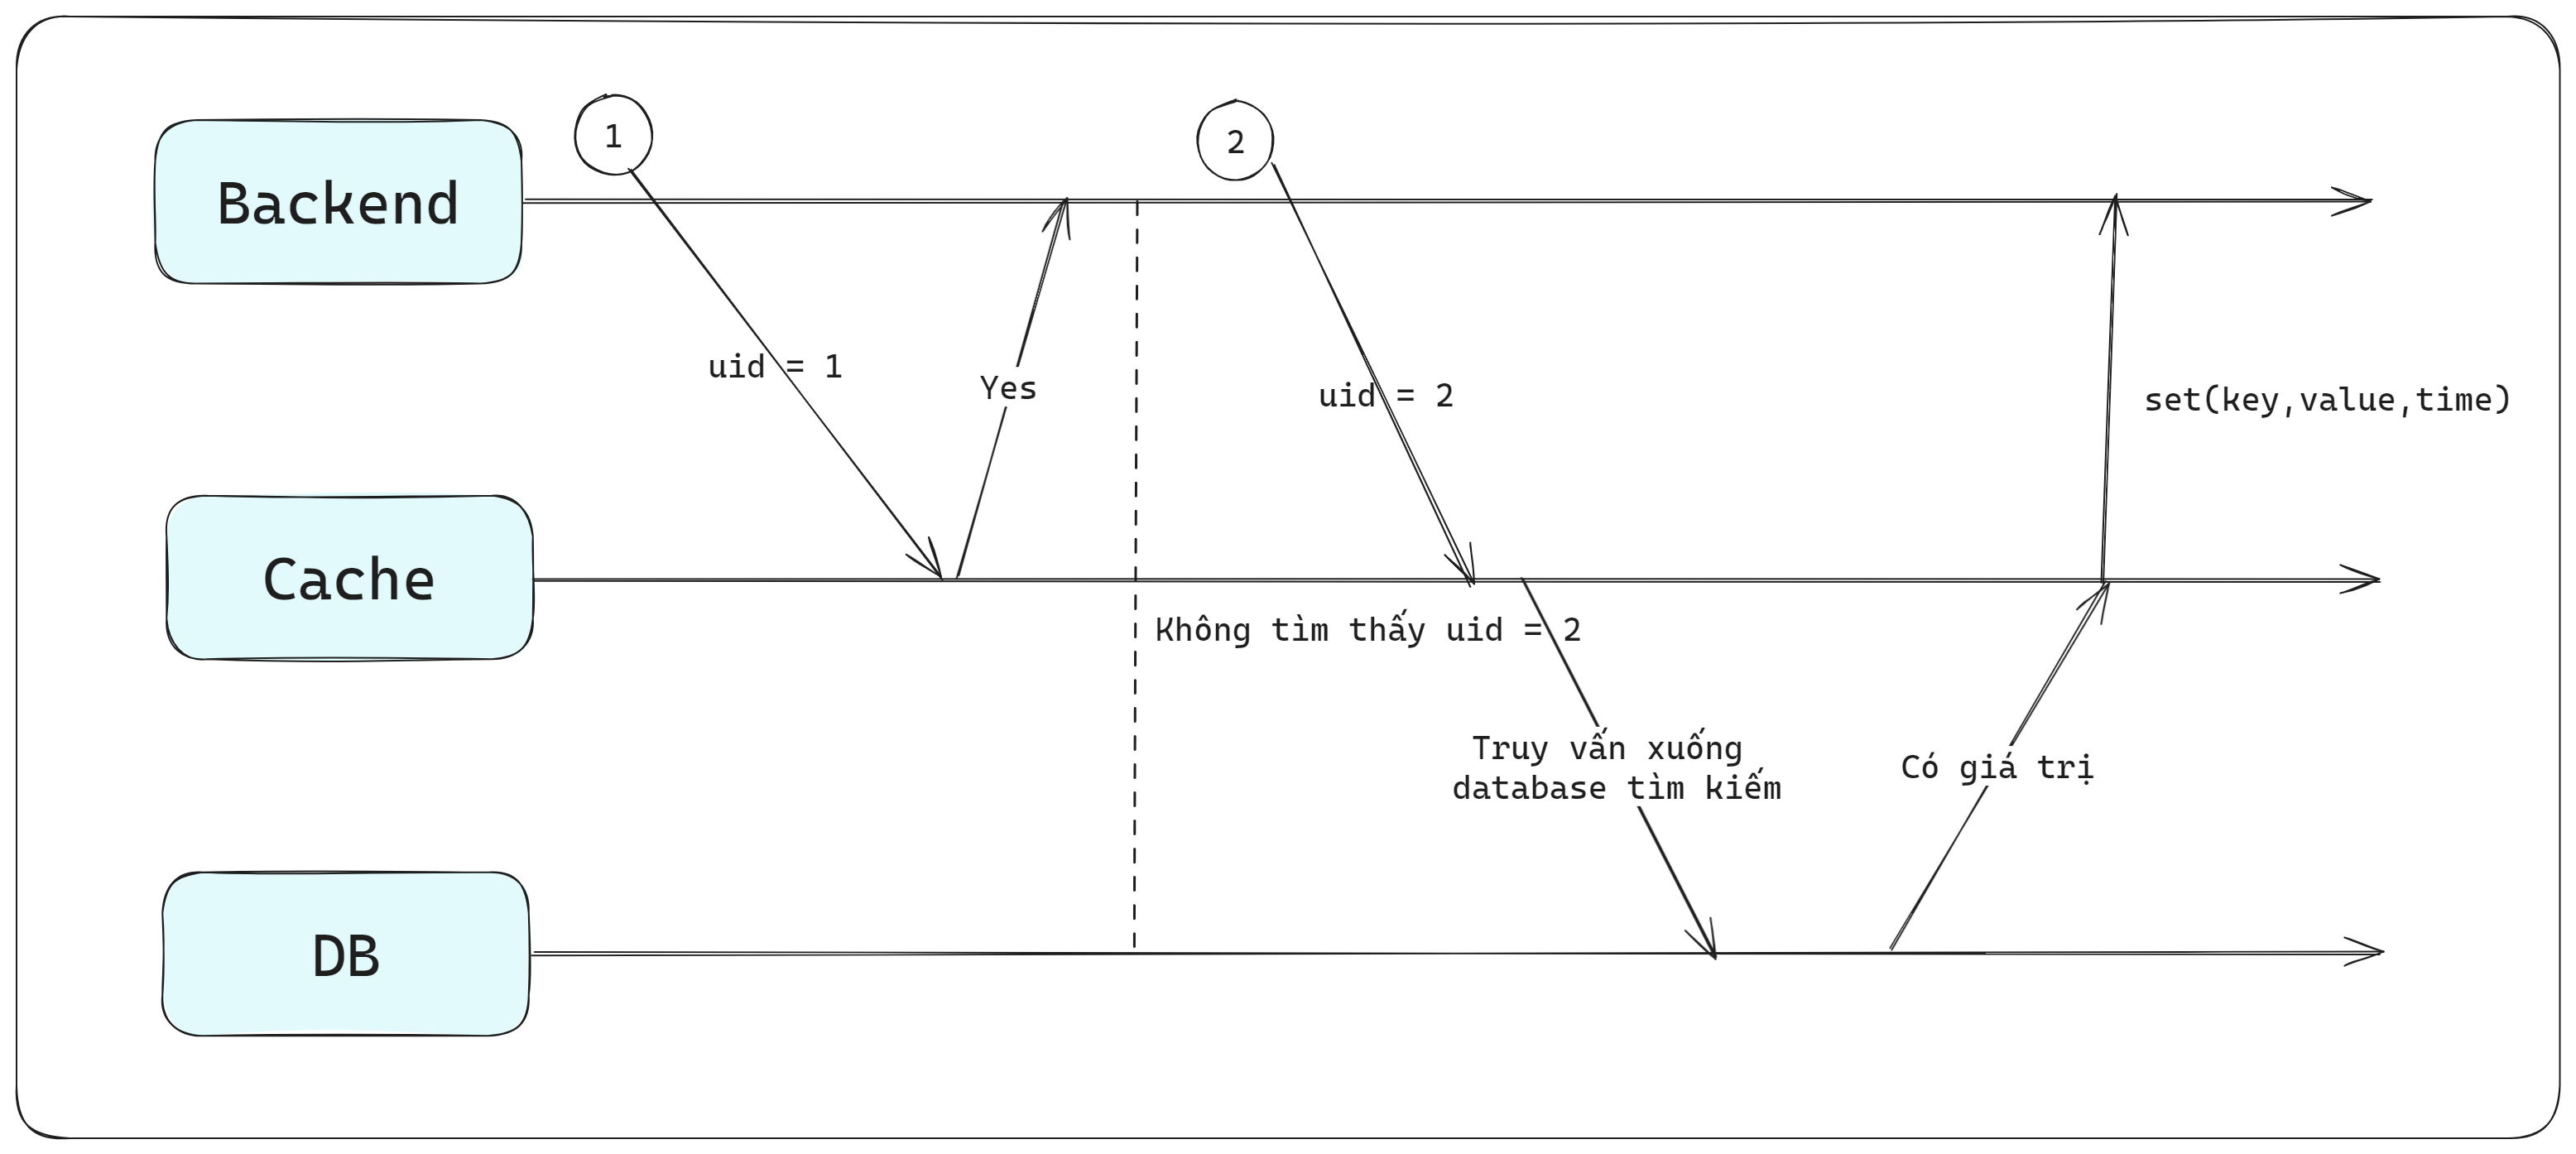 1
2
Backend
uid = 1
Yes
uid = 2
set(key,value,time)
Cache
Không tìm thấy uid = 2
Truy vấn xuống
database tìm kiếm
Có giá trị
DB